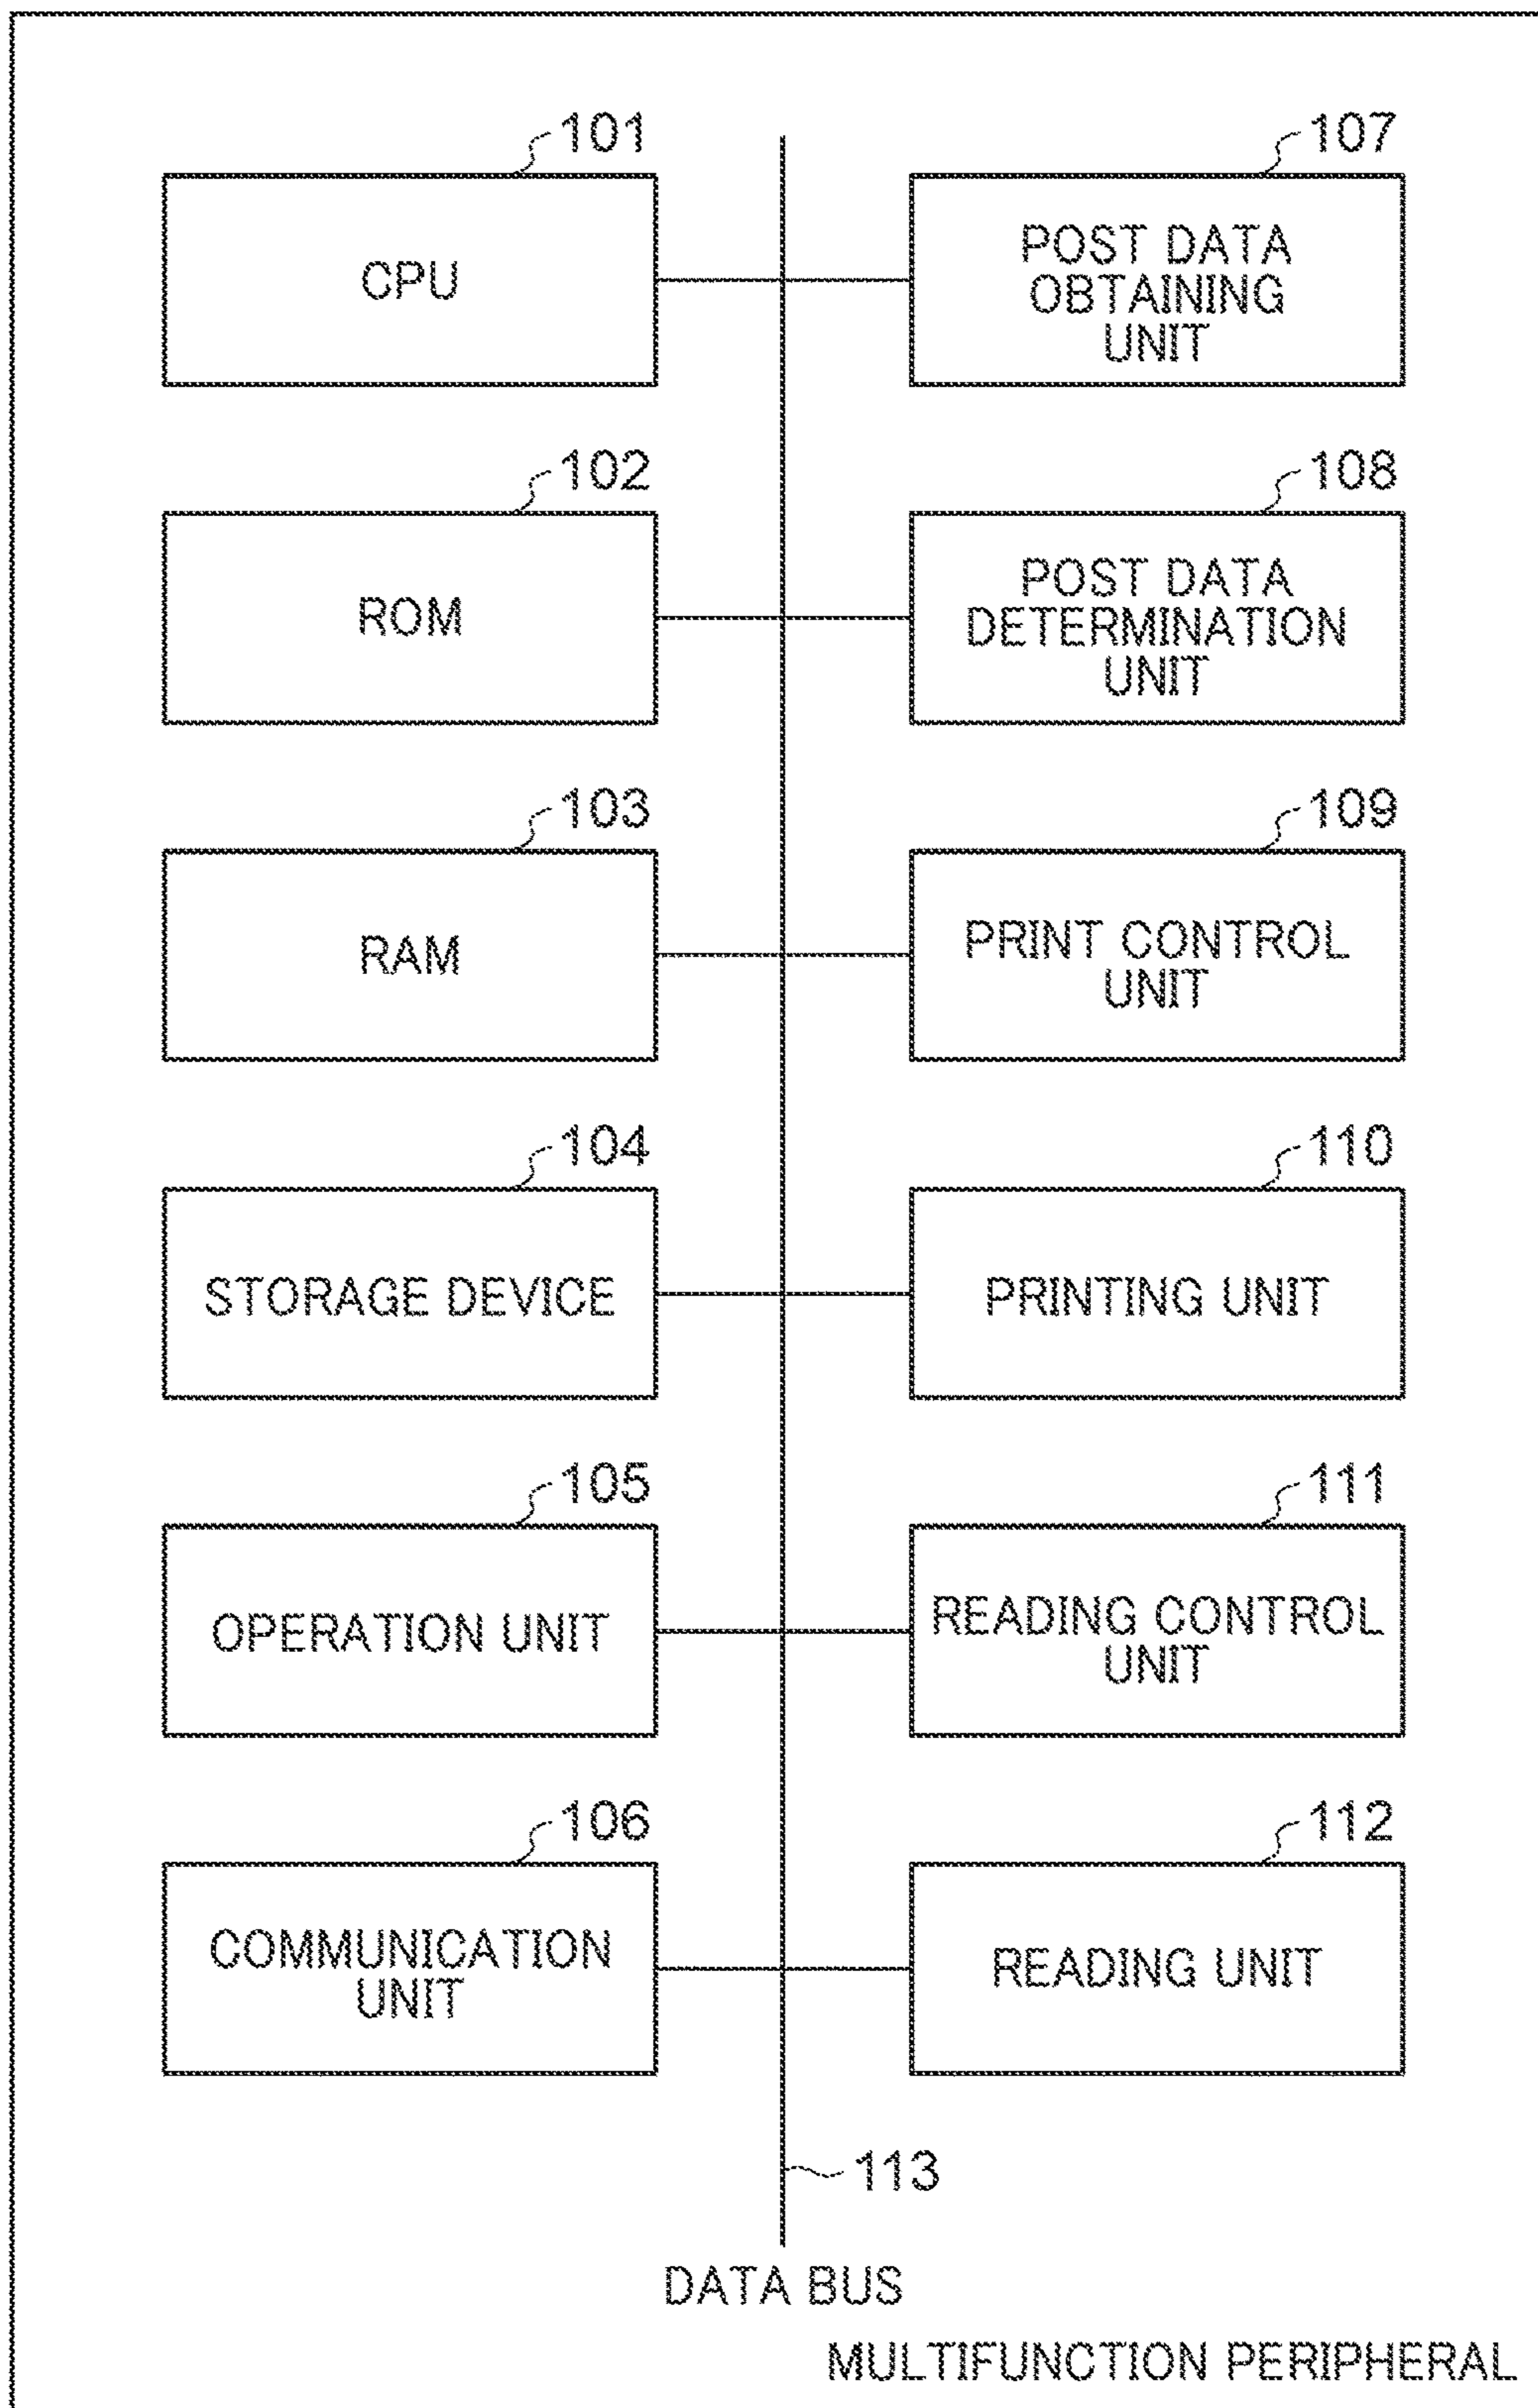 101
CPU
107
POST DATA
OBTAINING
UNIT
102
ROM
108
POST DATA
DETERMINATION
UNIT
103
RAM
109
PRINT CONTROL
UNIT
104
STORAGE DEVICE
110
PRINTING UNIT
105
OPERATION UNIT
111
READING CONTROL
UNIT
106
COMMUNICATION
UNIT
112
READING UNIT
113
DATA BUS
MULTIFUNCTION PERIPHERAL